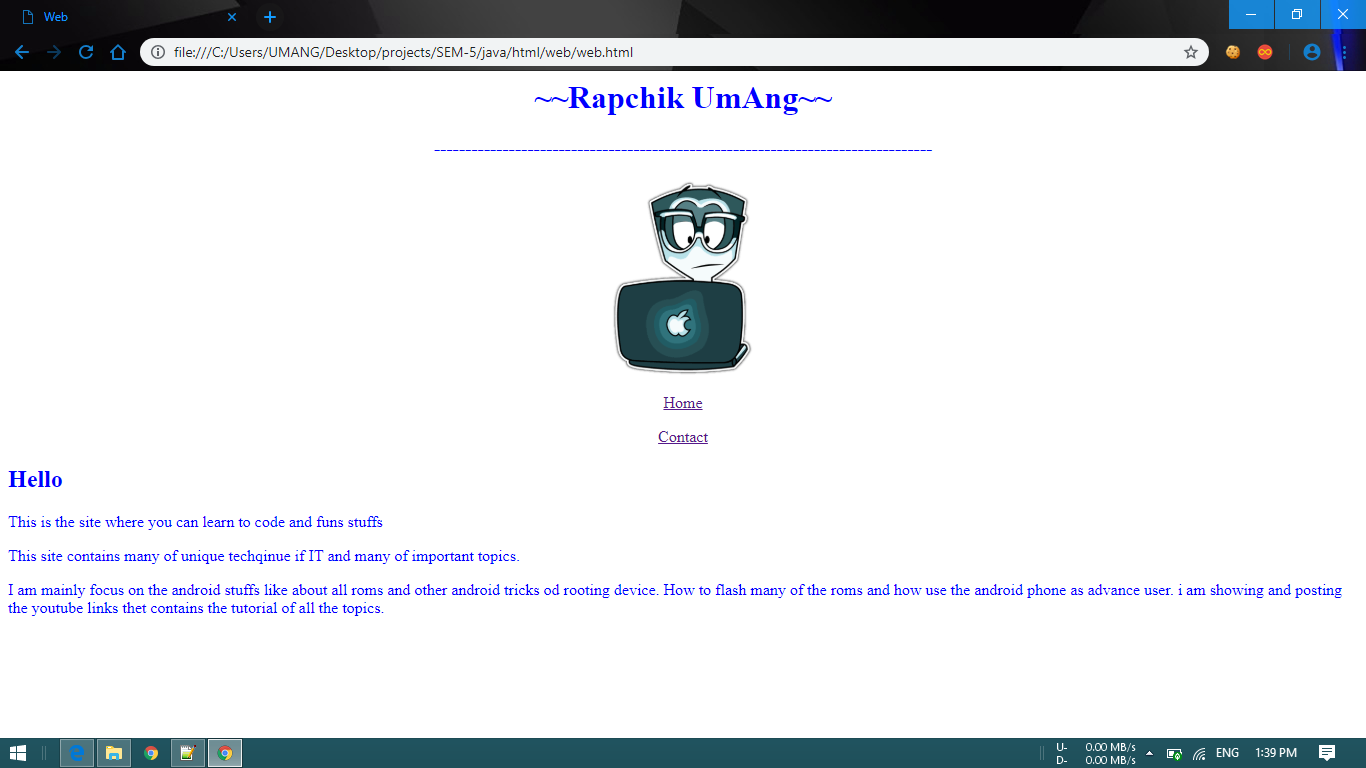 Web
file:///C:/Users/UMANG/Desktop/projects/SEM-5/java/html/web/web.html
~~Rapchik UmAng~~
--------------------------------------------------------------------------------
Home
Contact
Hello
This is the site where you can learn to code and funs stuffs
This site contains many of unique techqinue if IT and many of important topics.
I am mainly focus on the android stuffs like about all roms and other android tricks od rooting device. How to flash many of the roms and how use the android phone as advance user. i am showing and posting
the youtube links thet contains the tutorial of all the topics.
U- 0.00 MB/s
D- 0.00 MB/s
ENG
1:39 PM